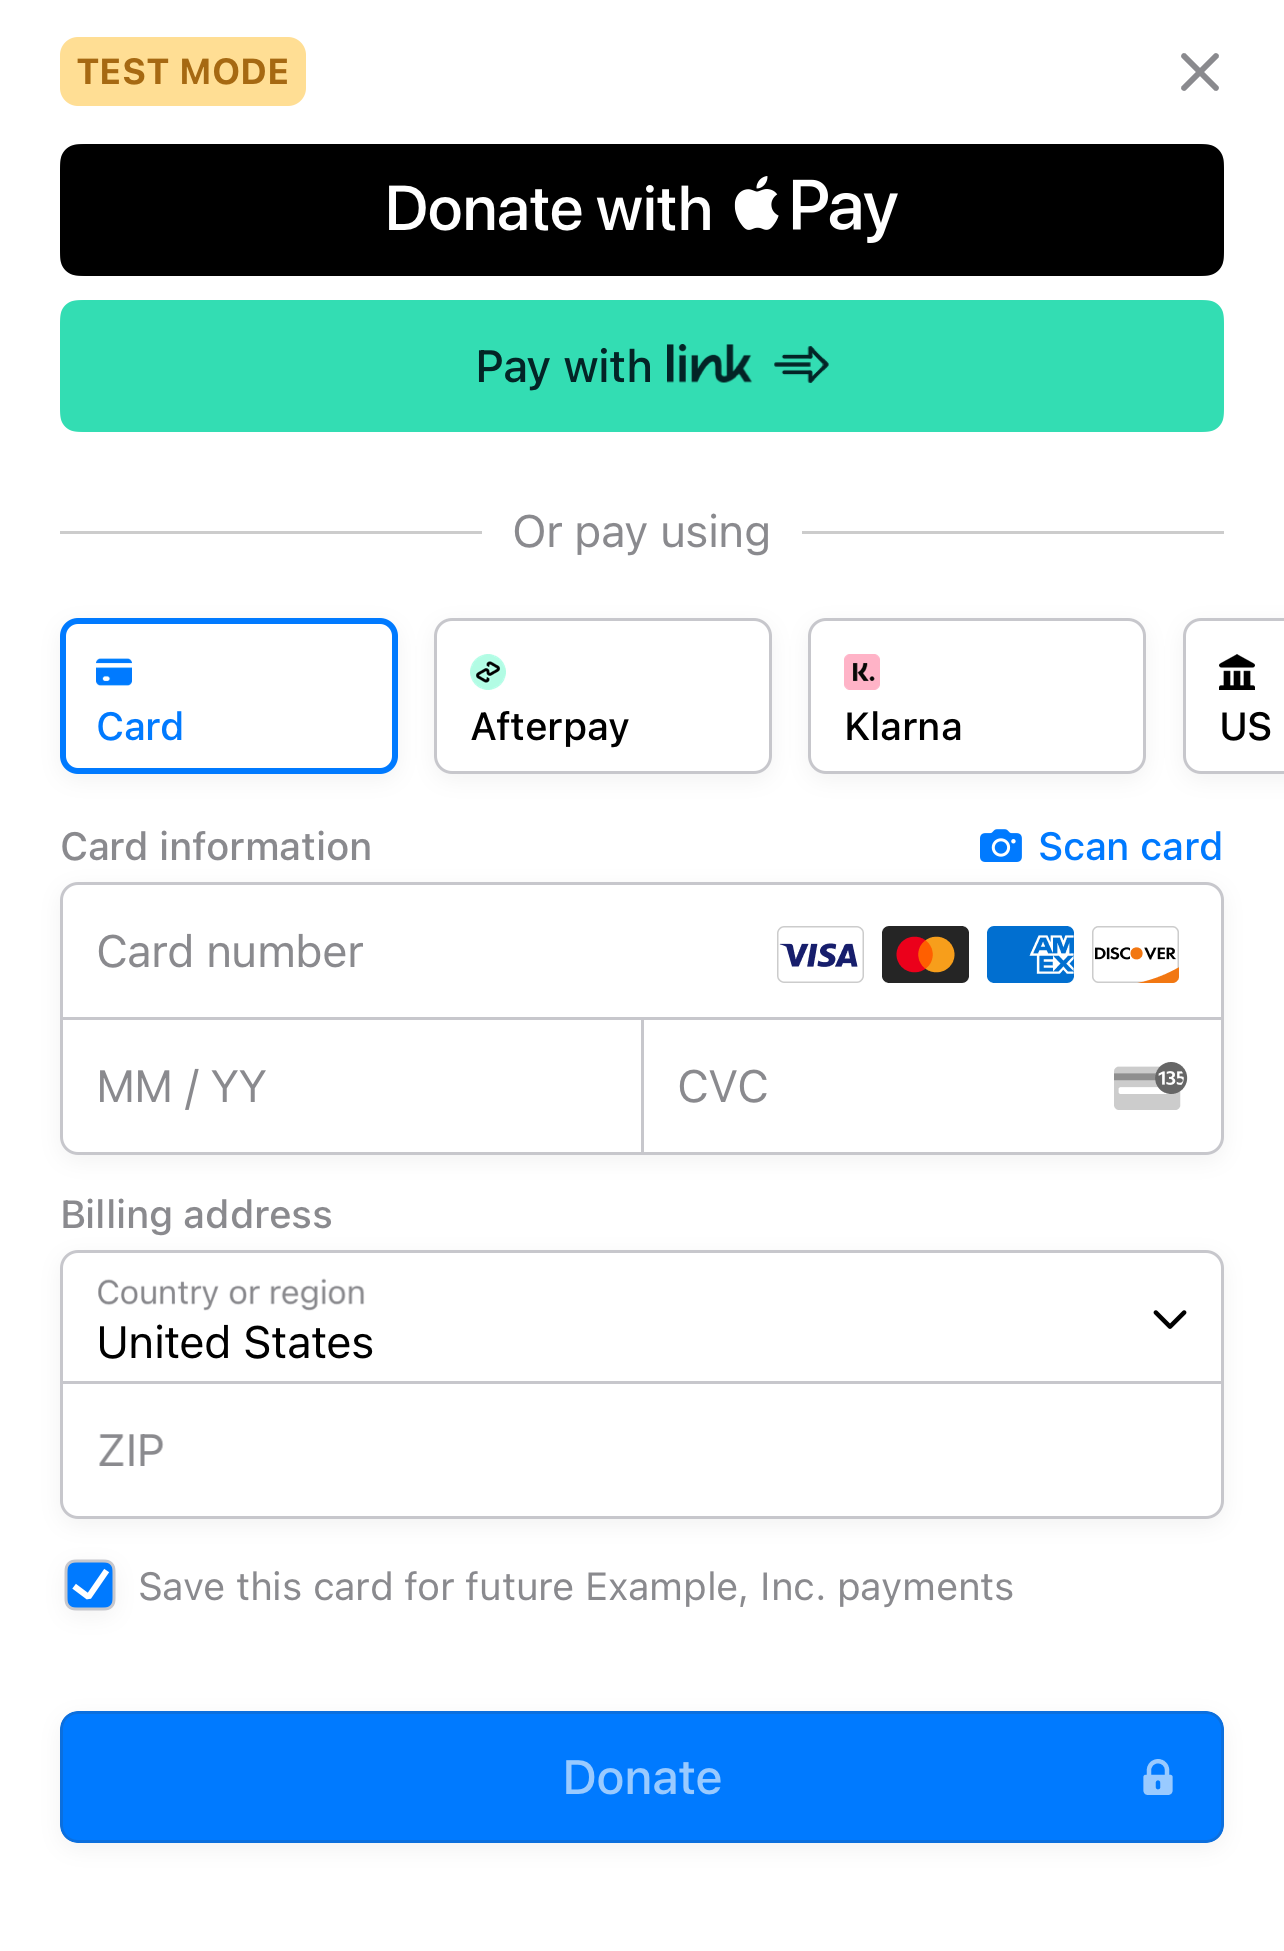 TEST MODE
Donate with Pay
Pay with link
Or pay using
Card
Afterpay
K.
Klarna
US
Card information
Scan card
Card number
VISA
AM
EX
DISCOVER
MM / YY
CVC
135
Billing address
Country or region
United States
ZIP
Save this card for future Example, Inc. payments
Donate